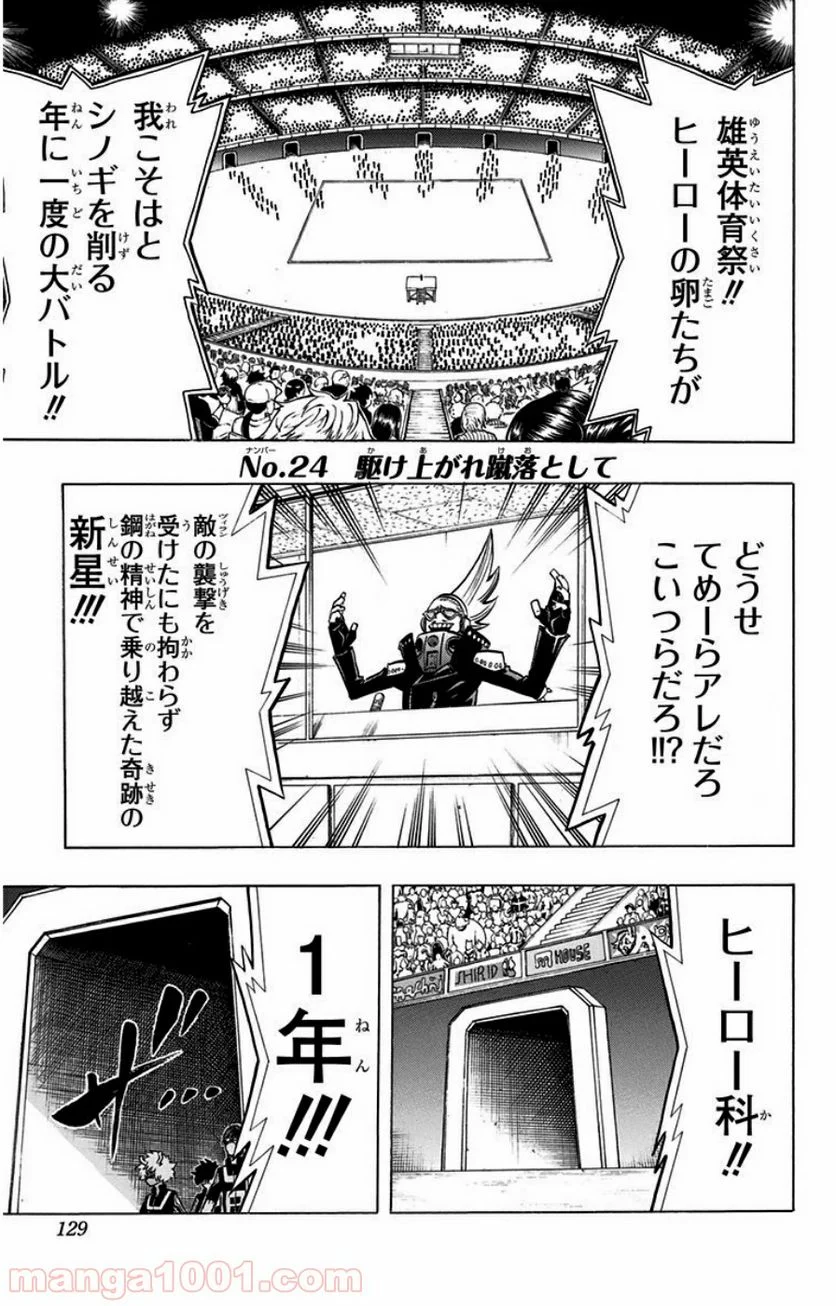 雄英体育祭!!
ヒーローの卵たちが
我こそはと
シノギを削る
年に一度の大バトル!!
No.24 駆け上がれ蹴落として
どうせ
てめーらアレだろ
こいつらだろ!!?
敵の襲撃を
受けたにも拘わらず
鋼の精神で乗り越えた奇跡の
新星!!!
ヒーロー科!!
SHIRID
HOUSE
1年!!!
ザッ…
129
manga1001.com